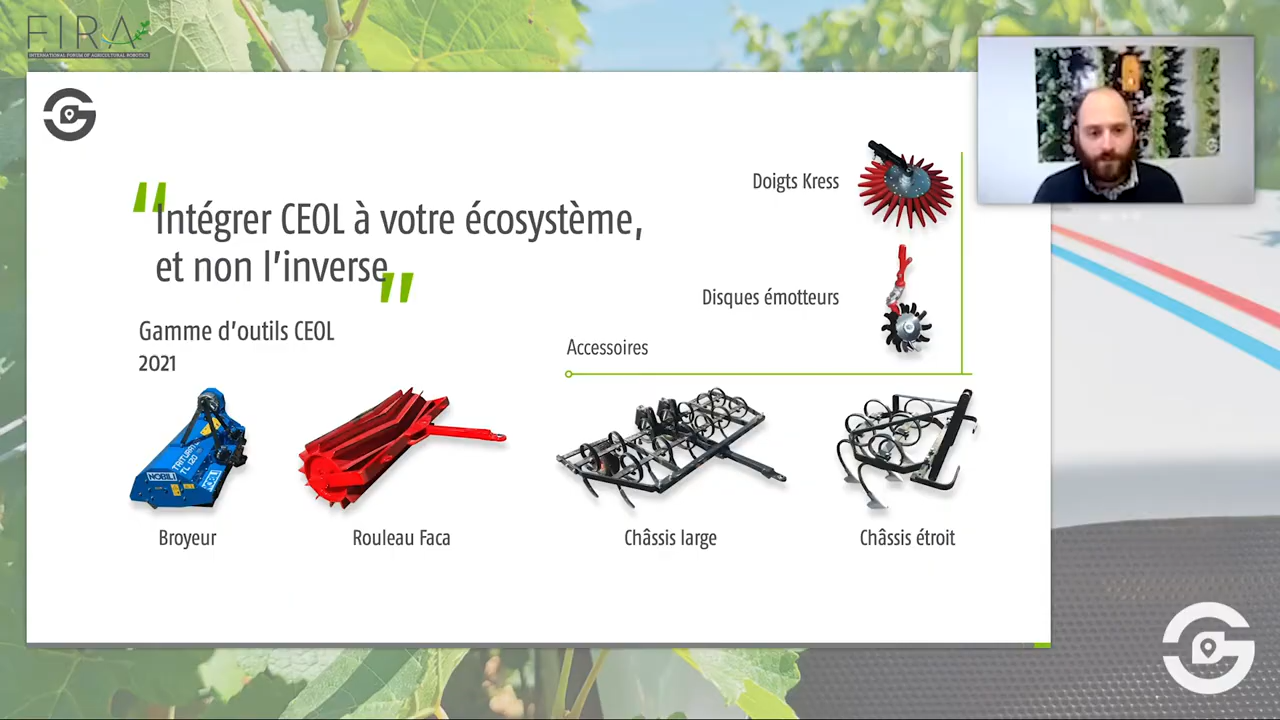 FIRA
INTERNATIONAL FORUM OF AGRICULTURAL ROBOTICS
"Intégrer CEOL à votre écosystème,
et non l'inverse"
Gamme d'outils CEOL
2021
Doigts Kress
Disques émotteurs
Accessoires
NOBILI
Broyeur
Rouleau Faca
Châssis large
Châssis étroit